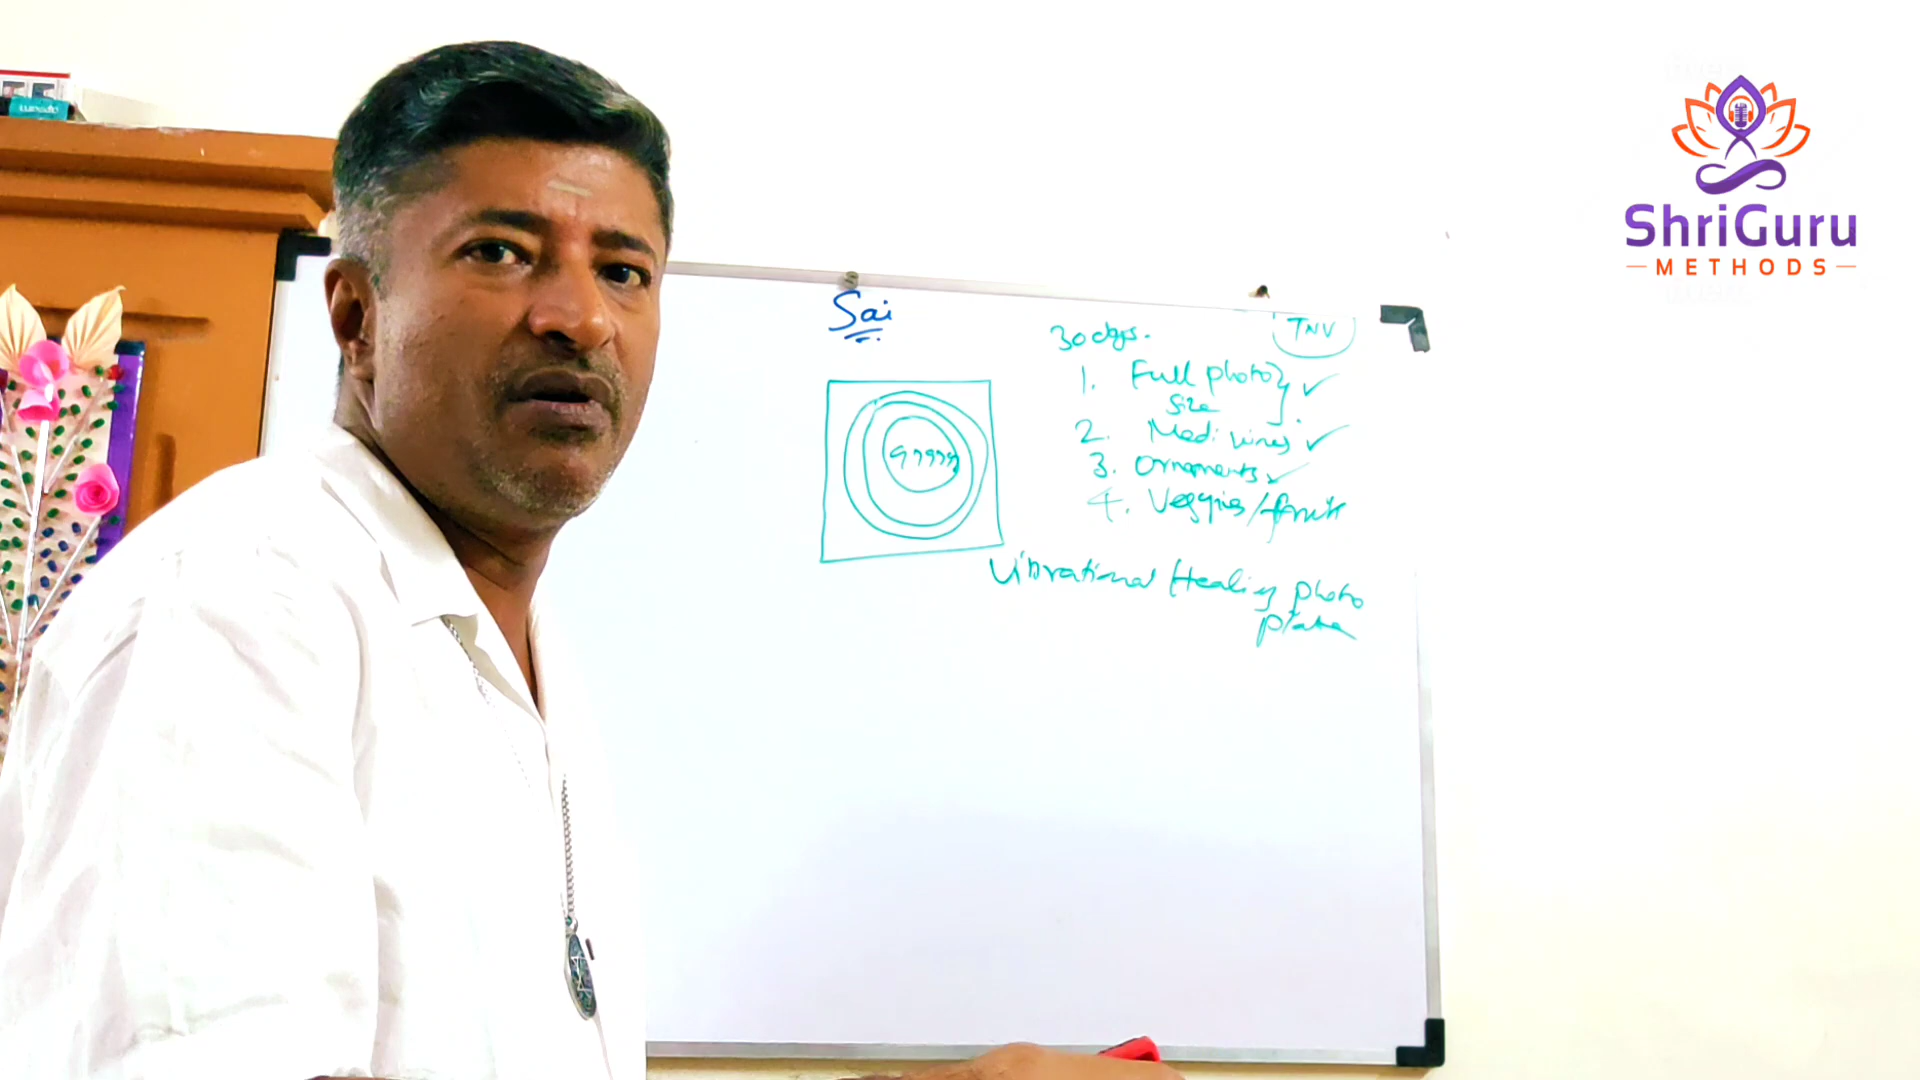 ShriGuru
METHODS
Sai
TNV
30 days.
1. Full photo
Size
2. Medicines
3. Ornaments
4. Veggies/fruits
Vibrational Healing photo
plate